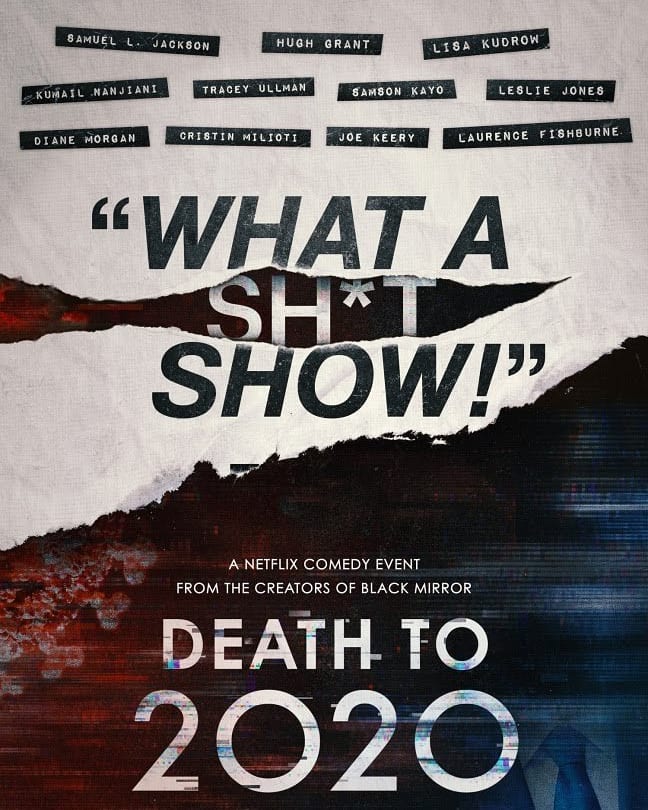 SAMUEL L. JACKSON HUGH GRANT LISA KUDROW
KUMAIL NANJIANI TRACEY ULLMAN SAMSON KAYO LESLIE JONES
DIANE MORGAN CRISTIN MILIOTI JOE KEERY LAURENCE FISHBURNE
“WHAT A
SH*T
SHOW!”
A NETFLIX COMEDY EVENT
FROM THE CREATORS OF BLACK MIRROR
DEATH TO
2020